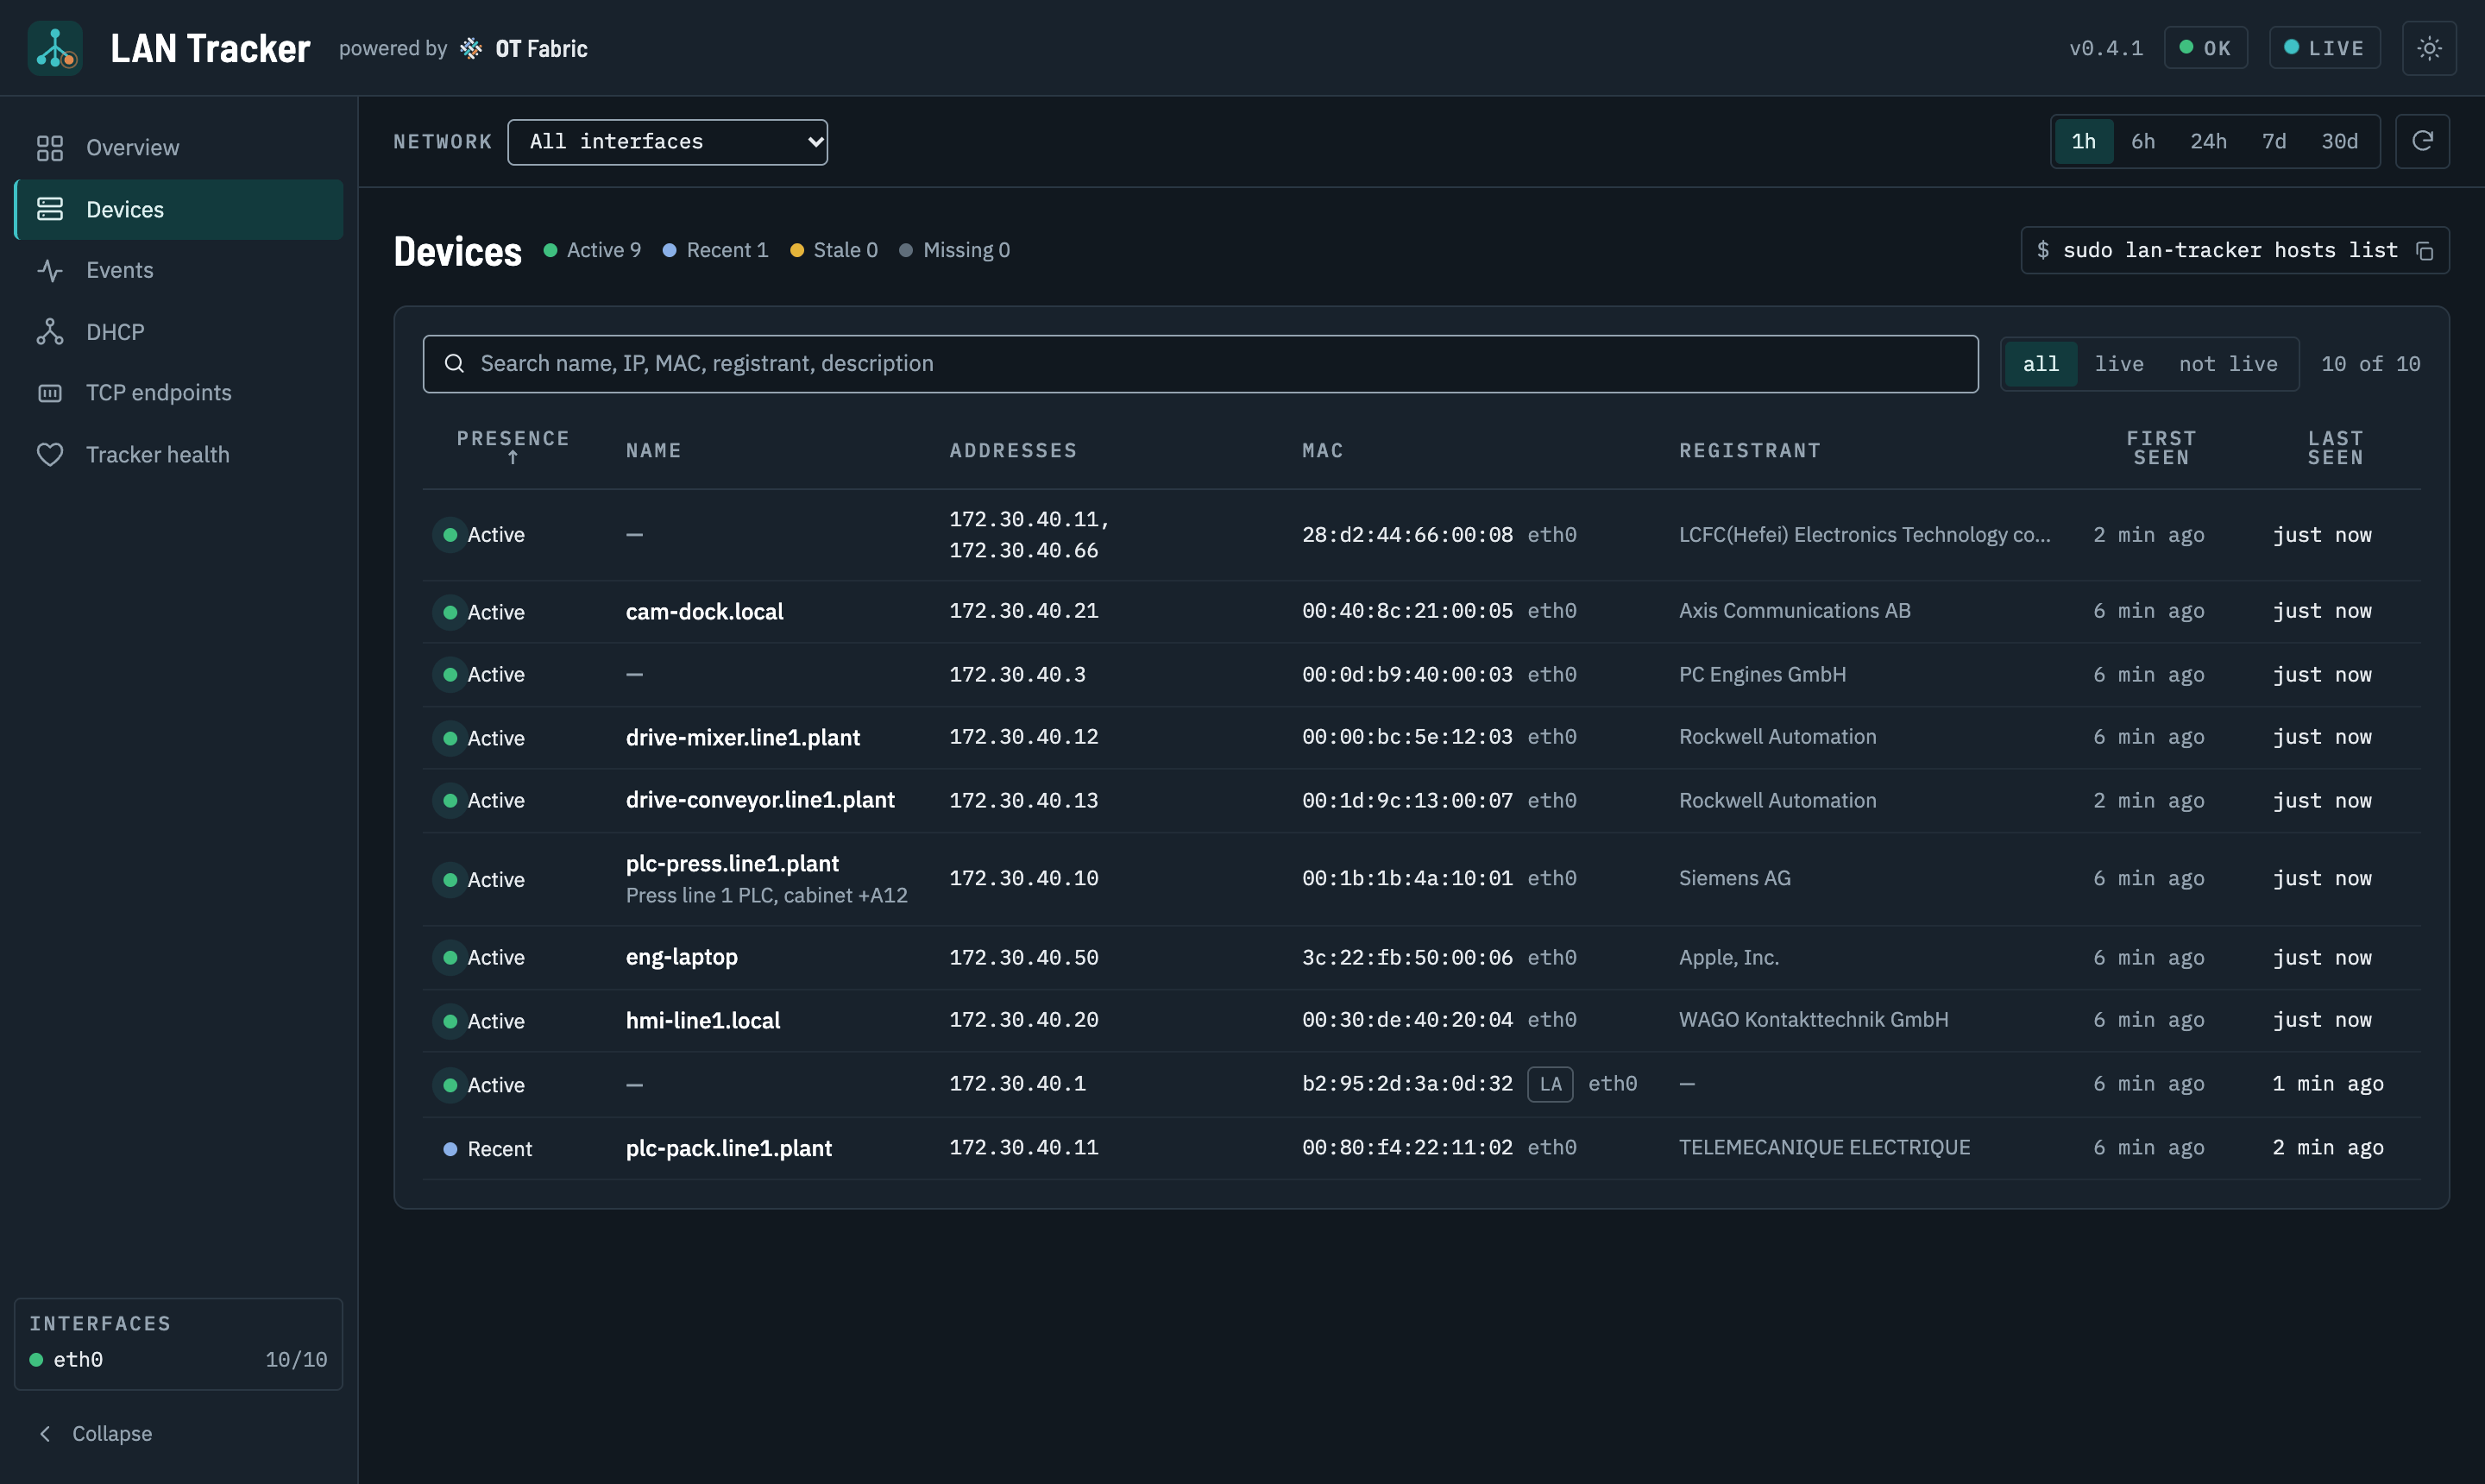 LAN Tracker powered by OT Fabric v0.4.1 OK LIVE
Overview
Devices
Events
DHCP
TCP endpoints
Tracker health
INTERFACES
eth0 10/10
Collapse
NETWORK All interfaces 1h 6h 24h 7d 30d
Devices Active 9 Recent 1 Stale 0 Missing 0 $ sudo lan-tracker hosts list
Search name, IP, MAC, registrant, description all live not live 10 of 10
PRESENCE ↑ NAME ADDRESSES MAC REGISTRANT FIRST SEEN LAST SEEN
Active — 172.30.40.11, 172.30.40.66 28:d2:44:66:00:08 eth0 LCFC(Hefei) Electronics Technology co... 2 min ago just now
Active cam-dock.local 172.30.40.21 00:40:8c:21:00:05 eth0 Axis Communications AB 6 min ago just now
Active — 172.30.40.3 00:0d:b9:40:00:03 eth0 PC Engines GmbH 6 min ago just now
Active drive-mixer.line1.plant 172.30.40.12 00:00:bc:5e:12:03 eth0 Rockwell Automation 6 min ago just now
Active drive-conveyor.line1.plant 172.30.40.13 00:1d:9c:13:00:07 eth0 Rockwell Automation 2 min ago just now
Active plc-press.line1.plant 172.30.40.10 00:1b:1b:4a:10:01 eth0 Siemens AG 6 min ago just now
Press line 1 PLC, cabinet +A12
Active eng-laptop 172.30.40.50 3c:22:fb:50:00:06 eth0 Apple, Inc. 6 min ago just now
Active hmi-line1.local 172.30.40.20 00:30:de:40:20:04 eth0 WAGO Kontakttechnik GmbH 6 min ago just now
Active — 172.30.40.1 b2:95:2d:3a:0d:32 LA eth0 — 6 min ago 1 min ago
Recent plc-pack.line1.plant 172.30.40.11 00:80:f4:22:11:02 eth0 TELEMECANIQUE ELECTRIQUE 6 min ago 2 min ago